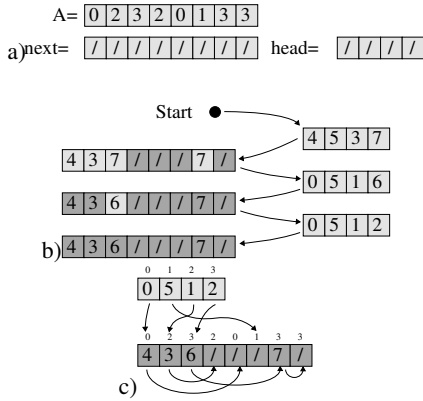 A= 0 2 3 2 0 1 3 3
a) next= / / / / / / / / head= / / / /
Start
4 5 3 7
4 3 7 / / / 7 /
0 5 1 6
4 3 6 / / / 7 /
0 5 1 2
b) 4 3 6 / / / 7 /
0 1 2 3
0 5 1 2
0 2 3 2 0 1 3 3
4 3 6 / / / 7 /
c)